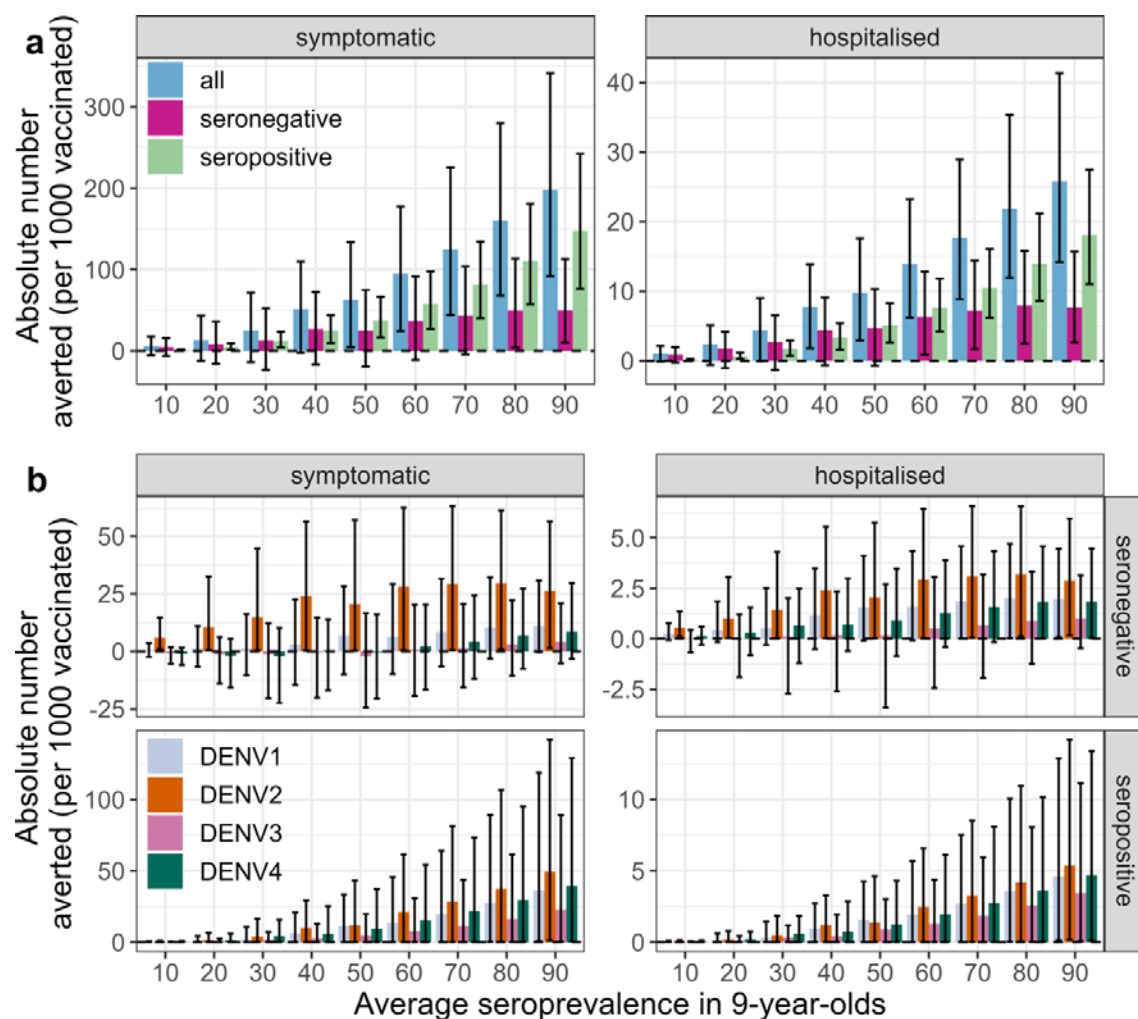 a
symptomatic
hospitalised
Absolute number
averted (per 1000 vaccinated)
all
seronegative
seropositive
300
200
100
0
40
30
20
10
0
10 20 30 40 50 60 70 80 90
10 20 30 40 50 60 70 80 90
b
symptomatic
hospitalised
Absolute number
averted (per 1000 vaccinated)
50
25
0
-25
5.0
2.5
0.0
-2.5
seronegative
DENV1
DENV2
DENV3
DENV4
100
50
0
10
5
0
seropositive
10 20 30 40 50 60 70 80 90
10 20 30 40 50 60 70 80 90
Average seroprevalence in 9-year-olds